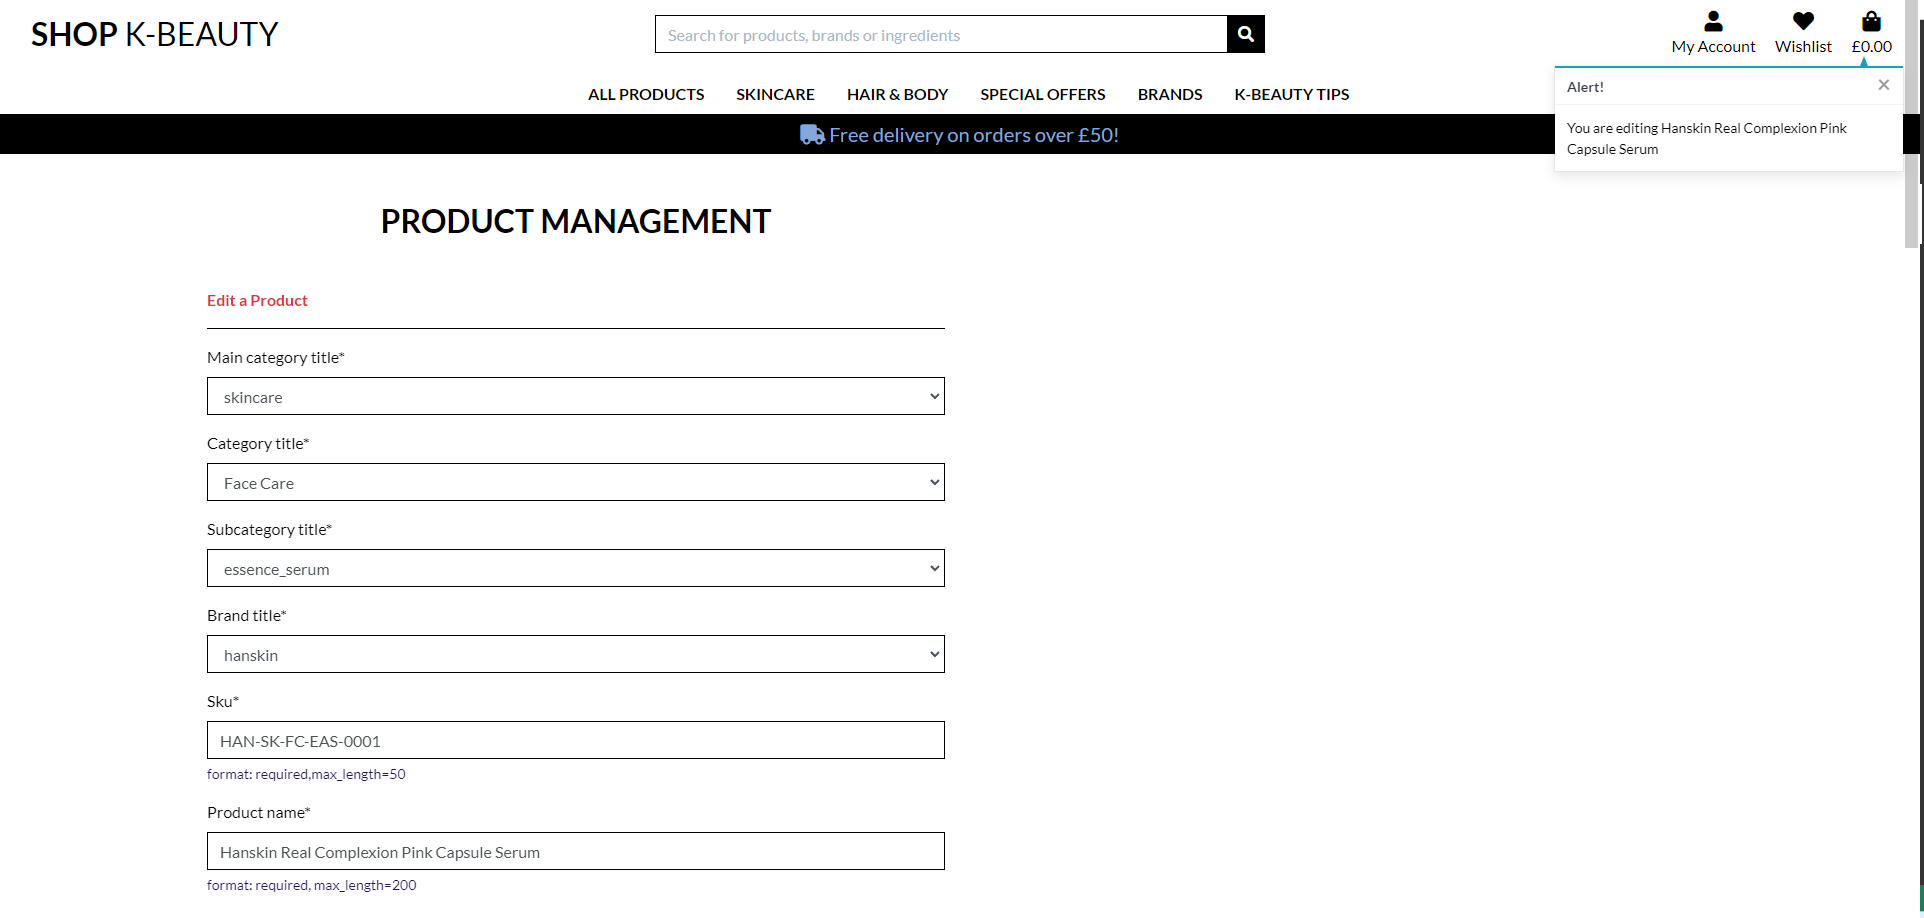 SHOP K-BEAUTY
Search for products, brands or ingredients
My Account
Wishlist
£0.00
ALL PRODUCTS
SKINCARE
HAIR & BODY
SPECIAL OFFERS
BRANDS
K-BEAUTY TIPS
Alert!
×
You are editing Hanskin Real Complexion Pink
Capsule Serum
Free delivery on orders over £50!
PRODUCT MANAGEMENT
Edit a Product
Main category title*
skincare
Category title*
Face Care
Subcategory title*
essence_serum
Brand title*
hanskin
Sku*
HAN-SK-FC-EAS-0001
format: required,max_length=50
Product name*
Hanskin Real Complexion Pink Capsule Serum
format: required, max_length=200